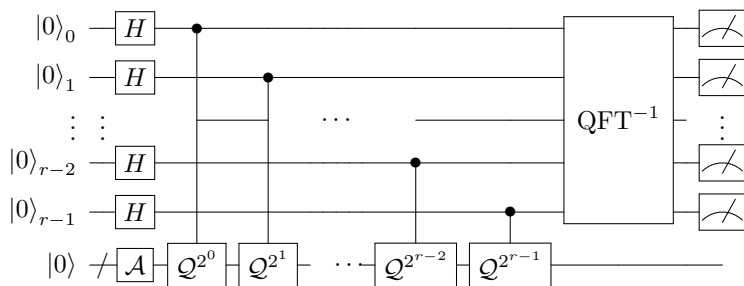 |0⟩₀ H
|0⟩₁ H
⋮ ⋮ ⋯ QFT⁻¹ ⋮
|0⟩ᵣ₋₂ H
|0⟩ᵣ₋₁ H
|0⟩ 𝒜 𝒬^{2^0} 𝒬^{2^1} ⋯ 𝒬^{2^{r−2}} 𝒬^{2^{r−1}}